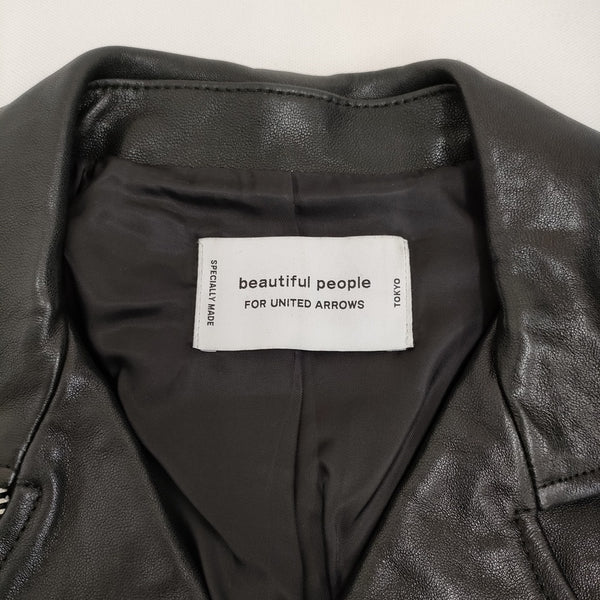 SPECIALLY MADE
beautiful people
FOR UNITED ARROWS
TOKYO